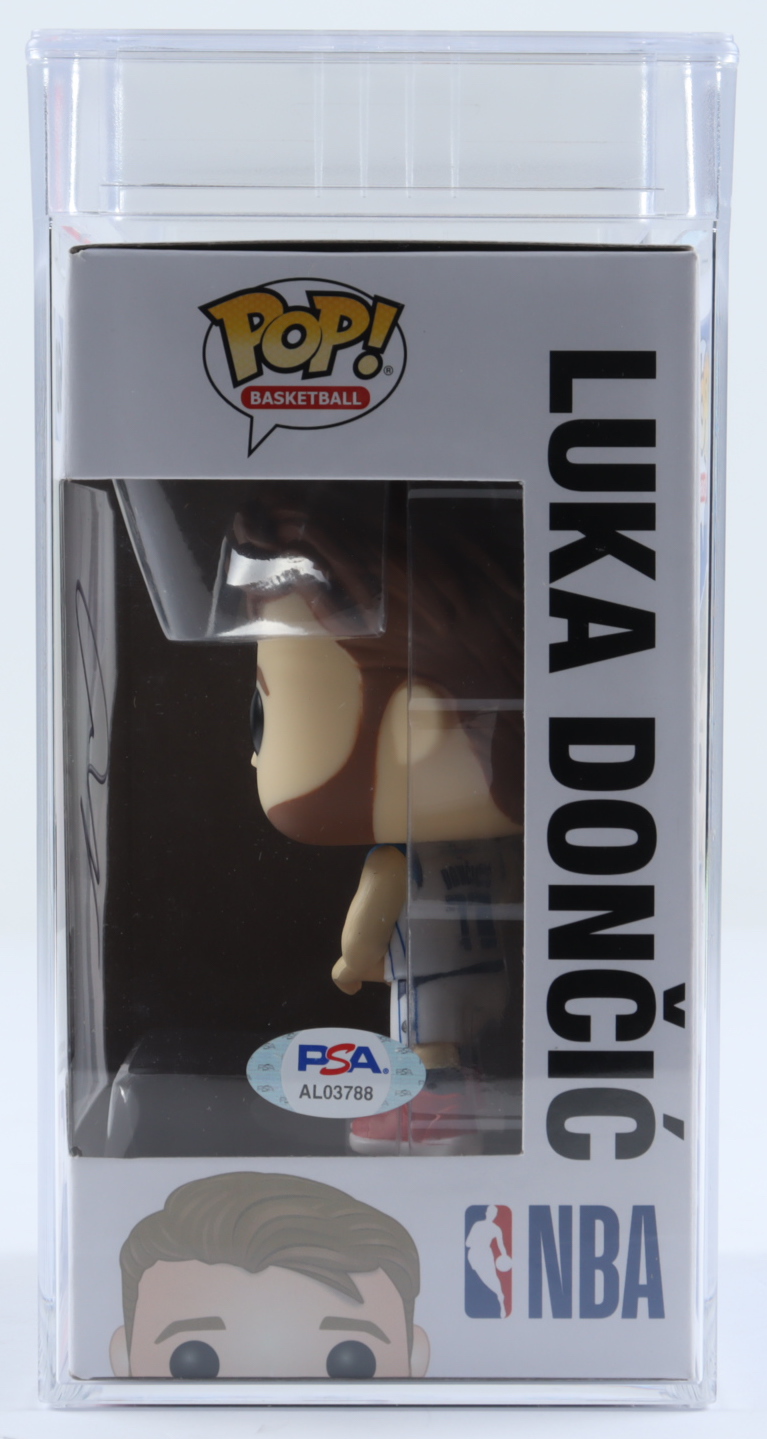 POP!®
BASKETBALL
LUKA DONČIĆ
PSA.
AL03788
NBA